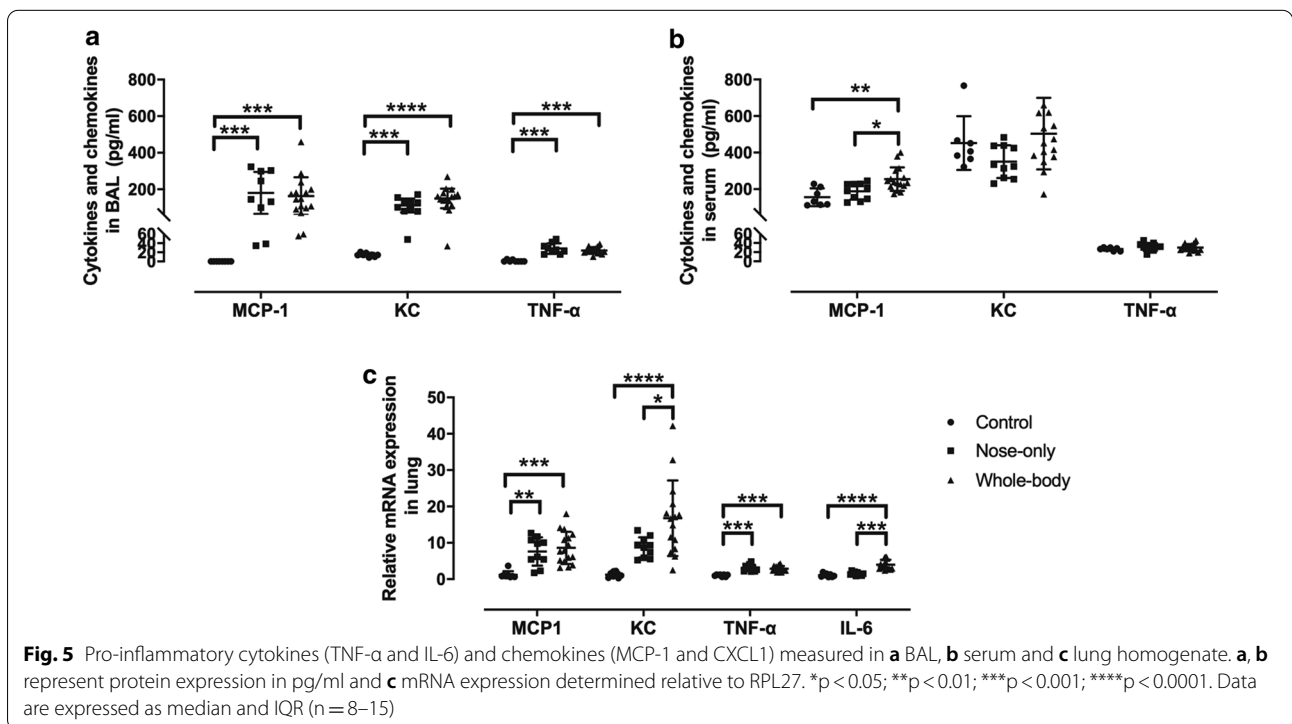 a
Cytokines and chemokines
in BAL (pg/ml)
800
600
400
200
60
40
20
0
***
***
****
***
***
***
MCP-1 KC TNF-α
b
Cytokines and chemokines
in serum (pg/ml)
800
600
400
200
60
40
20
0
**
*
MCP-1 KC TNF-α
c
Relative mRNA expression
in lung
50
40
30
20
10
0
***
**
****
*
***
***
****
***
MCP1 KC TNF-α IL-6
Control
Nose-only
Whole-body
Fig. 5 Pro-inflammatory cytokines (TNF-α and IL-6) and chemokines (MCP-1 and CXCL1) measured in a BAL, b serum and c lung homogenate. a, b
represent protein expression in pg/ml and c mRNA expression determined relative to RPL27. *p < 0.05; **p < 0.01; ***p < 0.001; ****p < 0.0001. Data
are expressed as median and IQR (n = 8–15)